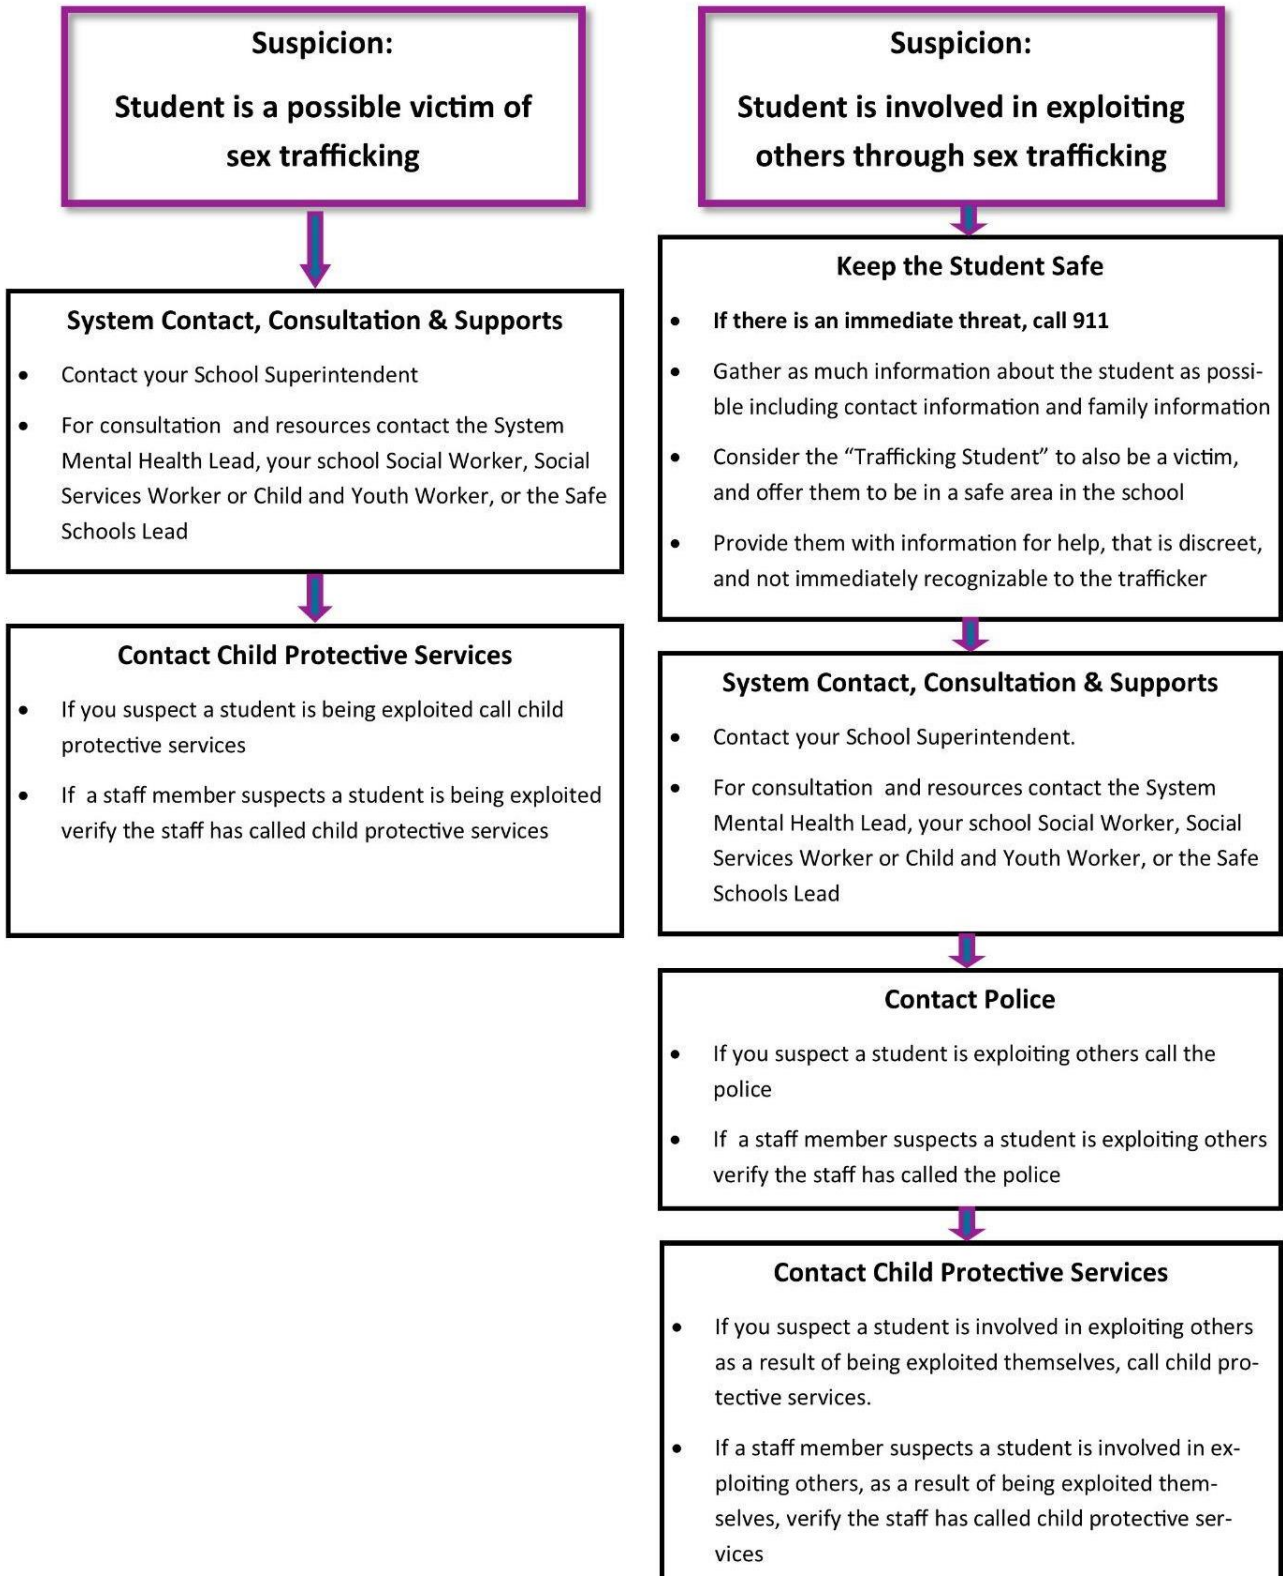 Suspicion:
Student is a possible victim of
sex trafficking
System Contact, Consultation & Supports
• Contact your School Superintendent
• For consultation  and resources contact the System
Mental Health Lead, your school Social Worker, Social
Services Worker or Child and Youth Worker, or the Safe
Schools Lead
Contact Child Protective Services
• If you suspect a student is being exploited call child
protective services
• If  a staff member suspects a student is being exploited
verify the staff has called child protective services
Suspicion:
Student is involved in exploiting
others through sex trafficking
Keep the Student Safe
• If there is an immediate threat, call 911
• Gather as much information about the student as possi-
ble including contact information and family information
• Consider the “Trafficking Student” to also be a victim,
and offer them to be in a safe area in the school
• Provide them with information for help, that is discreet,
and not immediately recognizable to the trafficker
System Contact, Consultation & Supports
• Contact your School Superintendent.
• For consultation  and resources contact the System
Mental Health Lead, your school Social Worker, Social
Services Worker or Child and Youth Worker, or the Safe
Schools Lead
Contact Police
• If you suspect a student is exploiting others call the
police
• If  a staff member suspects a student is exploiting others
verify the staff has called the police
Contact Child Protective Services
• If you suspect a student is involved in exploiting others
as a result of being exploited themselves, call child pro-
tective services.
• If a staff member suspects a student is involved in ex-
ploiting others, as a result of being exploited them-
selves, verify the staff has called child protective ser-
vices